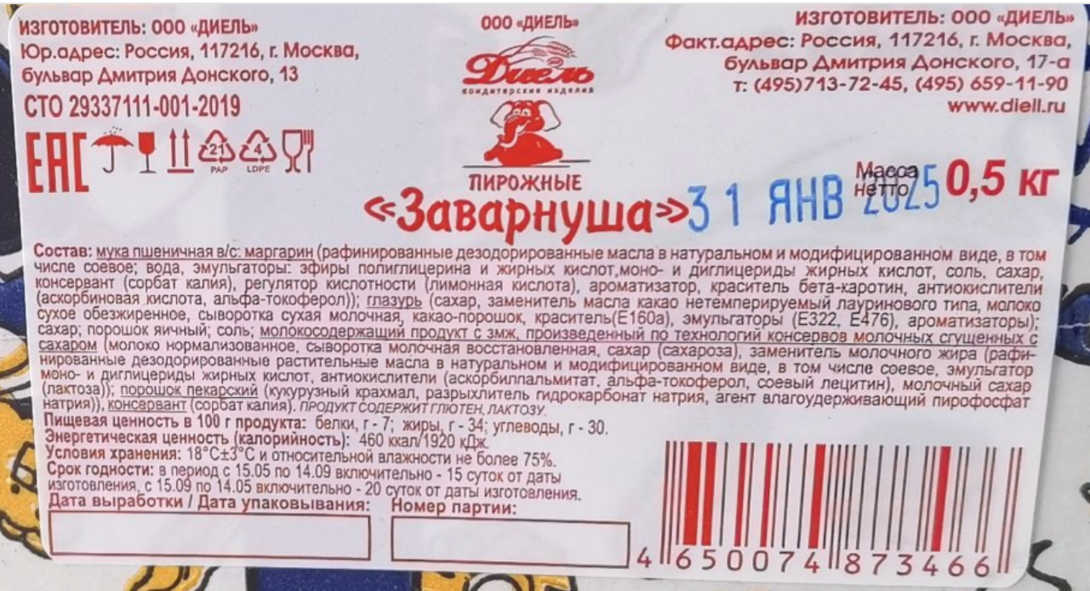 ИЗГОТОВИТЕЛЬ: ООО «ДИЕЛЬ»
Юр.адрес: Россия, 117216, г. Москва,
бульвар Дмитрия Донского, 13
СТО 29337111-001-2019
ЕАС
21
PAP
4
LDPE
ООО «ДИЕЛЬ»
Диель
кондитерские изделия
ИЗГОТОВИТЕЛЬ: ООО «ДИЕЛЬ»
Факт.адрес: Россия, 117216, г. Москва,
бульвар Дмитрия Донского, 17-а
т: (495)713-72-45, (495) 659-11-90
www.diell.ru
ПИРОЖНЫЕ
«Заварнуша»
31 ЯНВ 2025
Масса нетто 0,5 кг
Состав: мука пшеничная в/с: маргарин (рафинированные дезодорированные масла в натуральном и модифицированном виде, в том
числе соевое; вода, эмульгаторы: эфиры полиглицерина и жирных кислот,моно- и диглицериды жирных кислот, соль, сахар,
консервант (сорбат калия), регулятор кислотности (лимонная кислота), ароматизатор, краситель бета-каротин, антиокислители
(аскорбиновая кислота, альфа-токоферол)); глазурь (сахар, заменитель масла какао нетемперируемый лауринового типа, молоко
сухое обезжиренное, сыворотка сухая молочная, какао-порошок, краситель(Е160а), эмульгаторы (Е322, Е476), ароматизаторы);
сахар; порошок яичный; соль; молокосодержащий продукт с змж, произведенный по технологии консервов молочных сгущенных с
сахаром (молоко нормализованное, сыворотка молочная восстановленная, сахар (сахароза), заменитель молочного жира (рафи-
нированные дезодорированные растительные масла в натуральном и модифицированном виде, в том числе соевое, эмульгатор
моно- и диглицериды жирных кислот, антиокислители (аскорбилпальмитат, альфа-токоферол, соевый лецитин), молочный сахар
(лактоза)); порошок пекарский (кукурузный крахмал, разрыхлитель гидрокарбонат натрия, агент влагоудерживающий пирофосфат
натрия)), консервант (сорбат калия). ПРОДУКТ СОДЕРЖИТ ГЛЮТЕН, ЛАКТОЗУ.
Пищевая ценность в 100 г продукта: белки, г - 7; жиры, г - 34; углеводы, г - 30.
Энергетическая ценность (калорийность): 460 ккал/1920 кДж.
Условия хранения: 18°С±3°С и относительной влажности не более 75%.
Срок годности: в период с 15.05 по 14.09 включительно - 15 суток от даты
изготовления, с 15.09 по 14.05 включительно - 20 суток от даты изготовления.
Дата выработки / Дата упаковывания:
Номер партии:
4 650074 873466